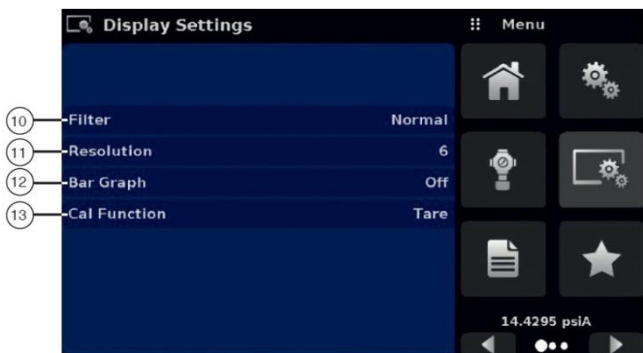 Display Settings
Menu
10 Filter Normal
11 Resolution 6
12 Bar Graph Off
13 Cal Function Tare
14.4295 psiA